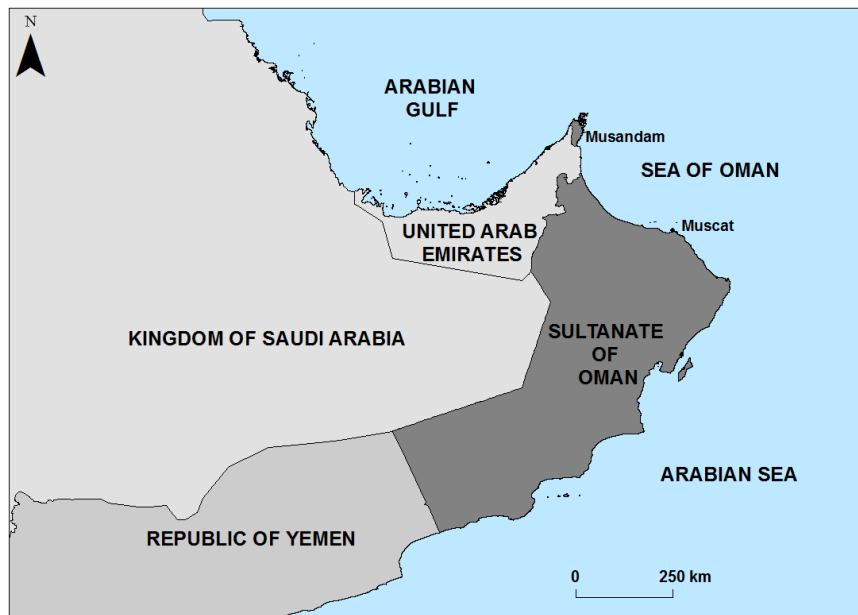 N
ARABIAN
GULF
Musandam
SEA OF OMAN
Muscat
UNITED ARAB
EMIRATES
KINGDOM OF SAUDI ARABIA
SULTANATE
OF
OMAN
ARABIAN SEA
REPUBLIC OF YEMEN
0 250 km